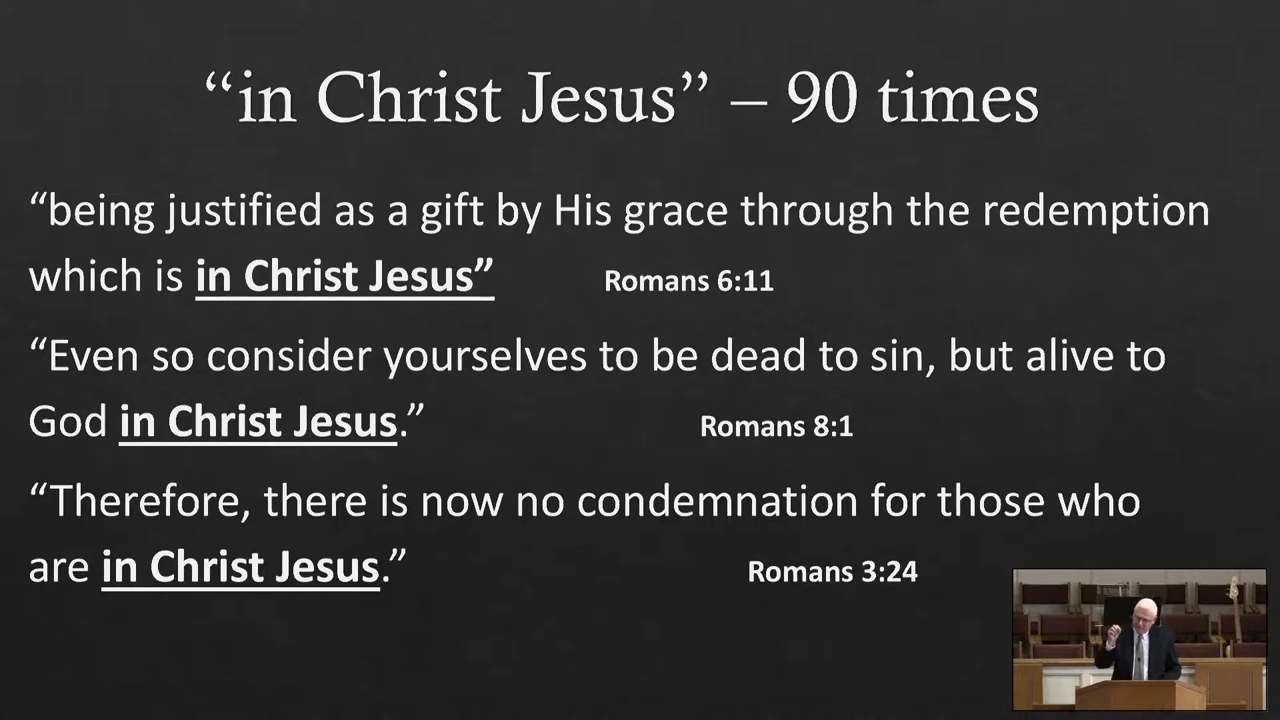 “in Christ Jesus” – 90 times
“being justified as a gift by His grace through the redemption
which is in Christ Jesus” Romans 6:11
“Even so consider yourselves to be dead to sin, but alive to
God in Christ Jesus.” Romans 8:1
“Therefore, there is now no condemnation for those who
are in Christ Jesus.” Romans 3:24